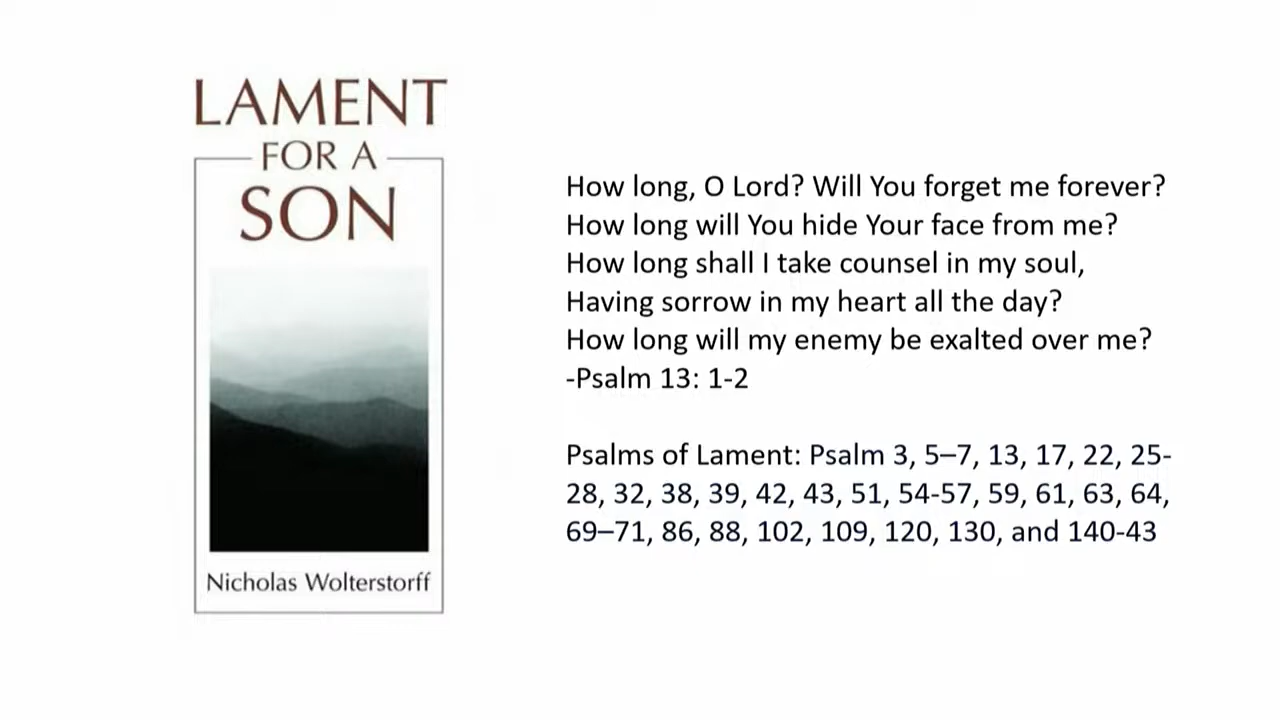 LAMENT
FOR A
SON
Nicholas Wolterstorff
How long, O Lord? Will You forget me forever?
How long will You hide Your face from me?
How long shall I take counsel in my soul,
Having sorrow in my heart all the day?
How long will my enemy be exalted over me?
-Psalm 13: 1-2
Psalms of Lament: Psalm 3, 5–7, 13, 17, 22, 25-
28, 32, 38, 39, 42, 43, 51, 54-57, 59, 61, 63, 64,
69–71, 86, 88, 102, 109, 120, 130, and 140-43